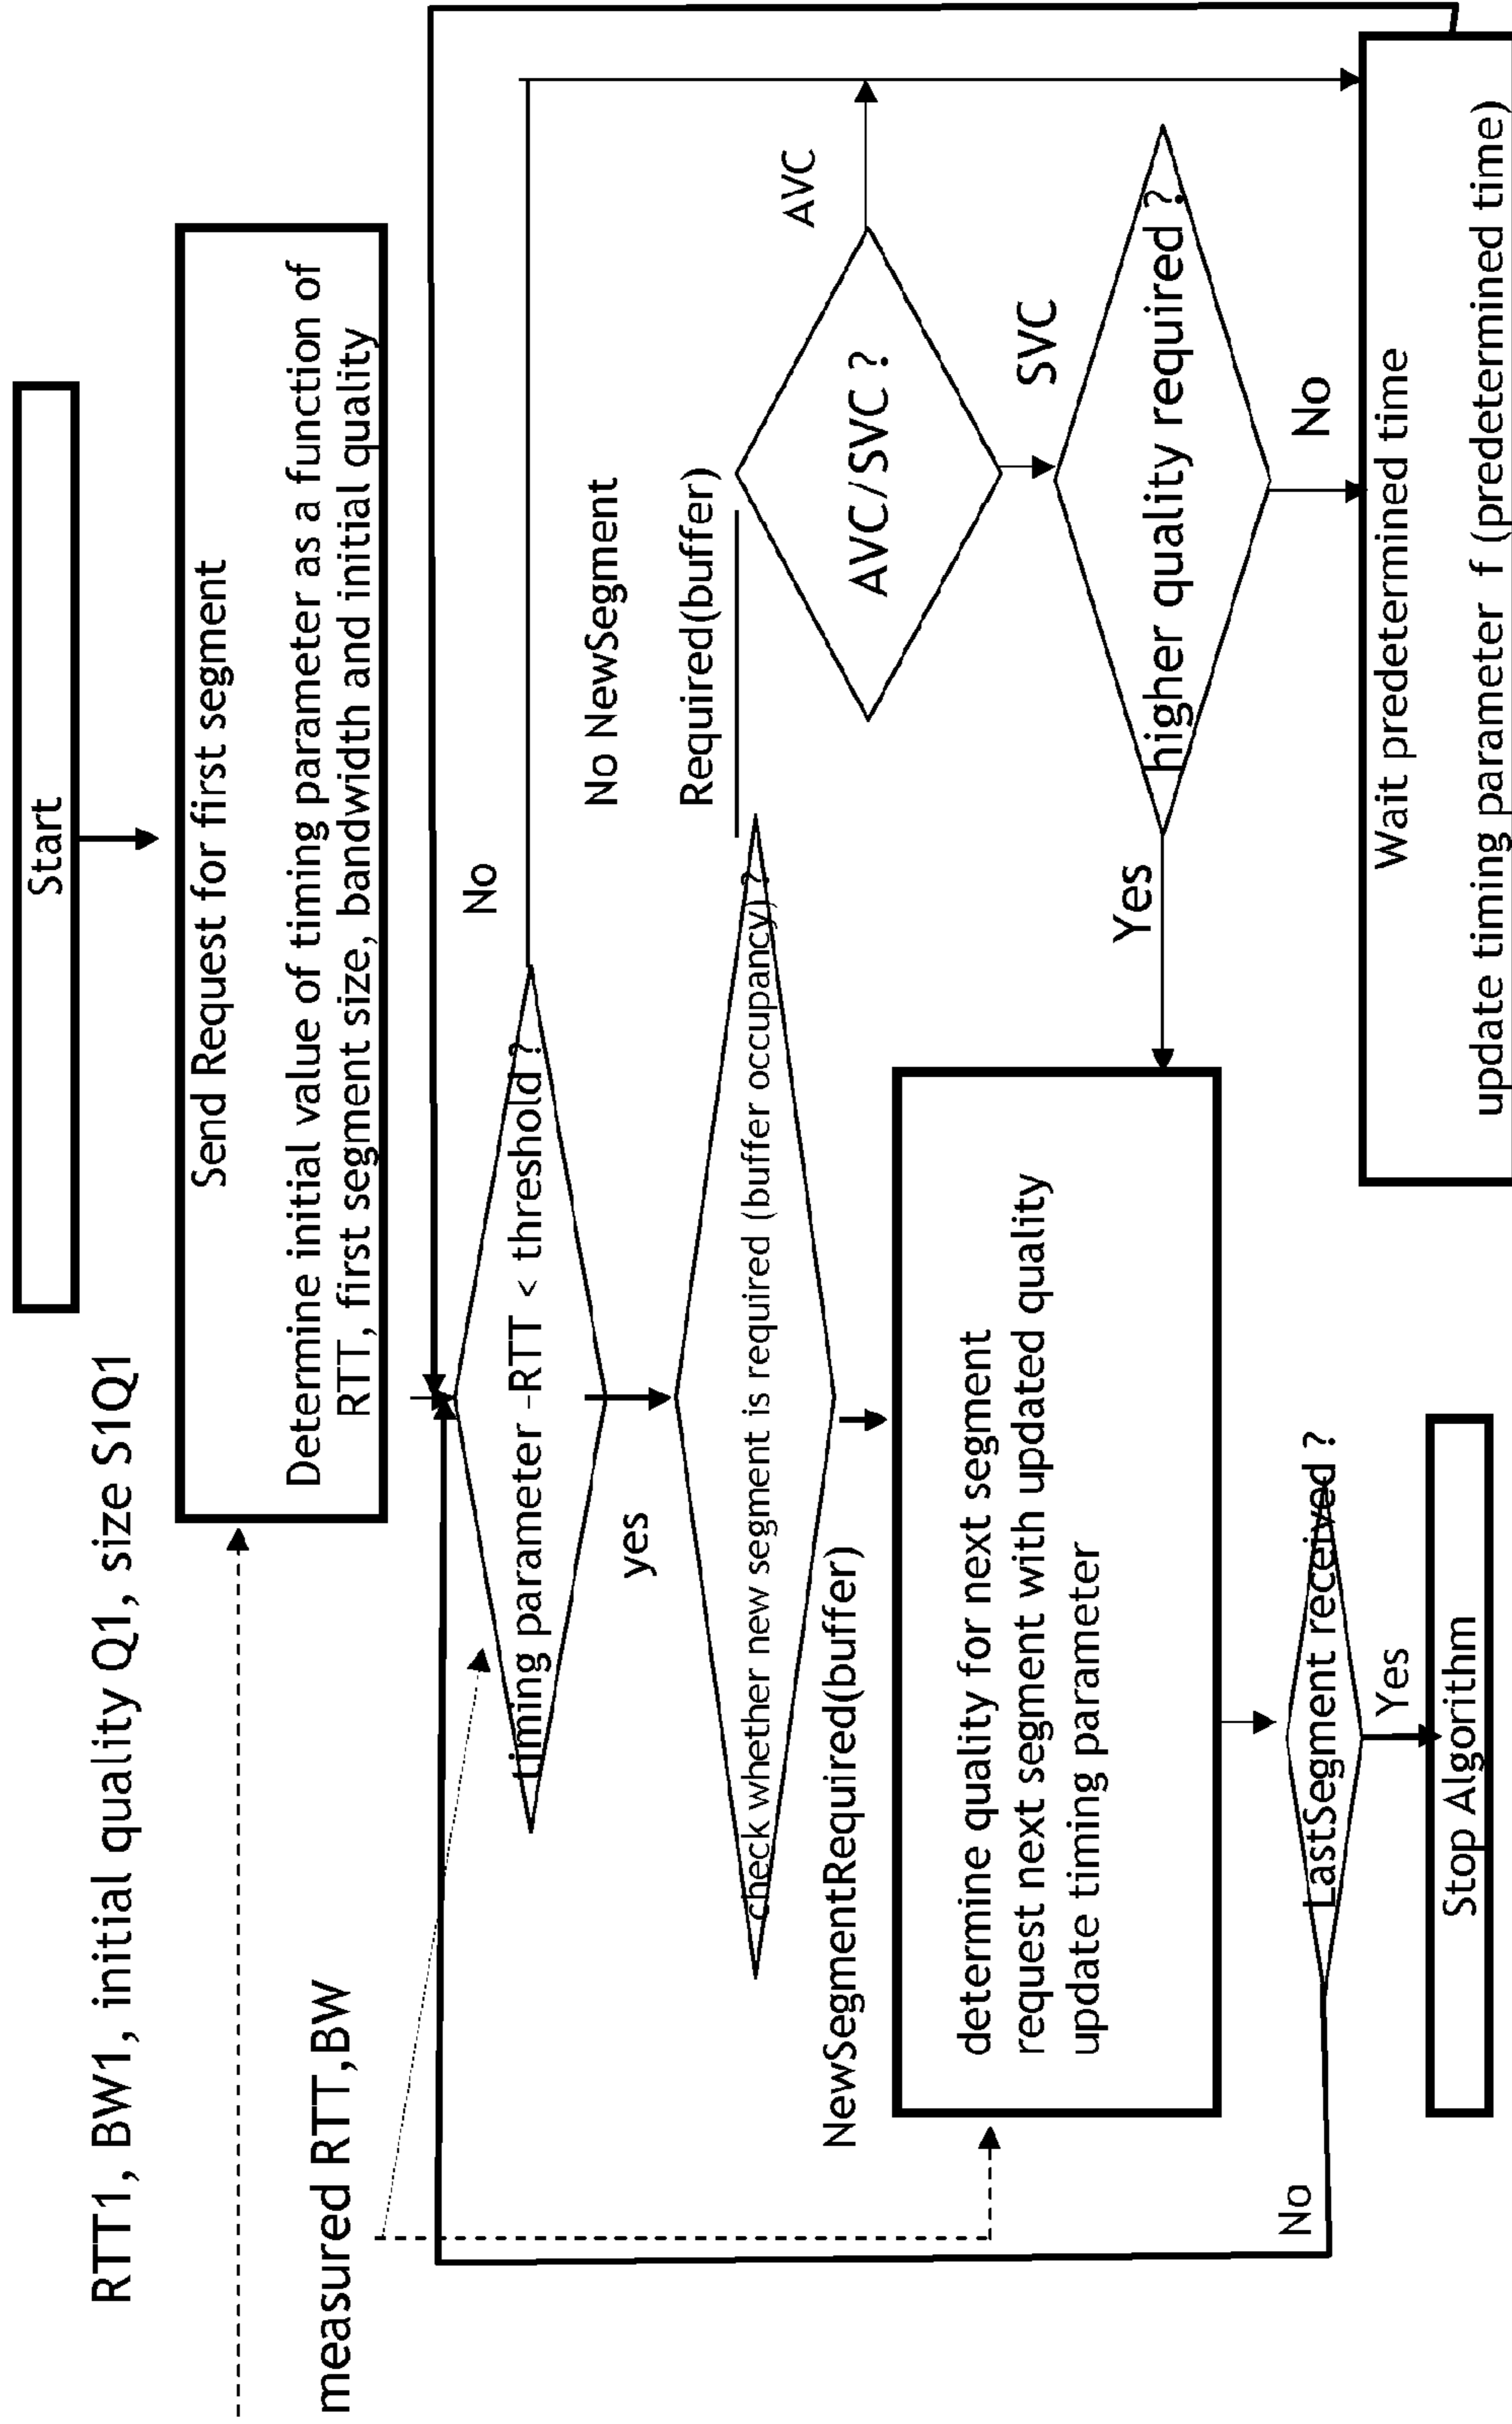 Start
RTT1, BW1, initial quality Q1, size S1Q1
Send Request for first segment
Determine initial value of timing parameter as a function of
RTT, first segment size, bandwidth and initial quality
measured RTT,BW
No
timing parameter -RTT < threshold ?
yes
No NewSegment
Required(buffer)
check whether new segment is required (buffer occupancy) ?
AVC
AVC/SVC ?
NewSegmentRequired(buffer)
SVC
determine quality for next segment
request next segment with updated quality
update timing parameter
Yes
higher quality required ?
No
No
LastSegment received ?
Yes
Wait predetermined time
update timing parameter f (predetermined time)
Stop Algorithm